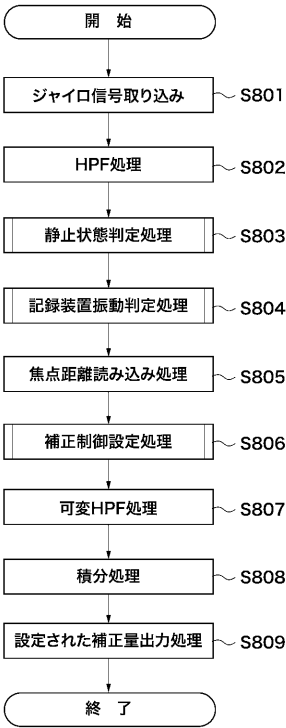 開 始
ジャイロ信号取り込み S801
HPF処理 S802
静止状態判定処理 S803
記録装置振動判定処理 S804
焦点距離読み込み処理 S805
補正制御設定処理 S806
可変HPF処理 S807
積分処理 S808
設定された補正量出力処理 S809
終 了